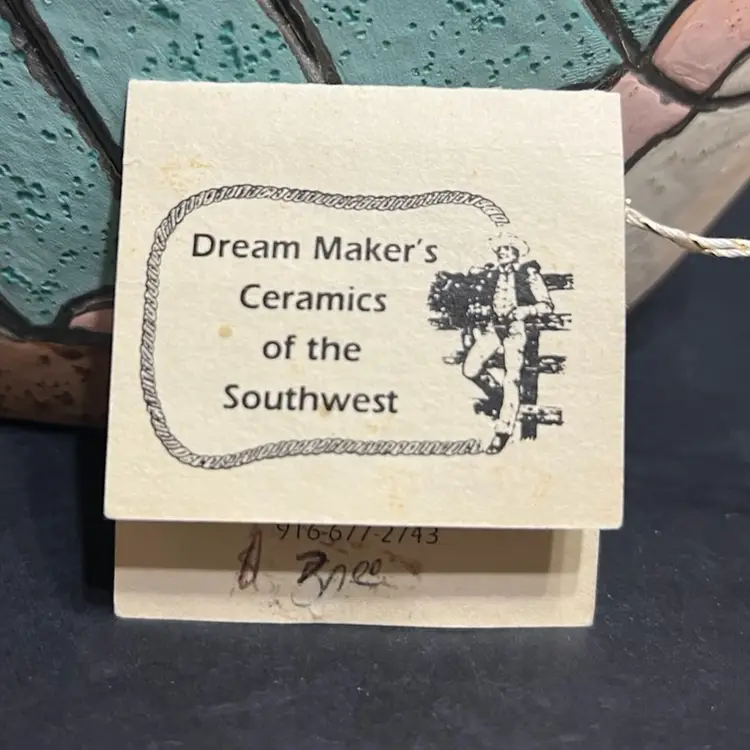 Dream Maker's
Ceramics
of the
Southwest
916-677-2743